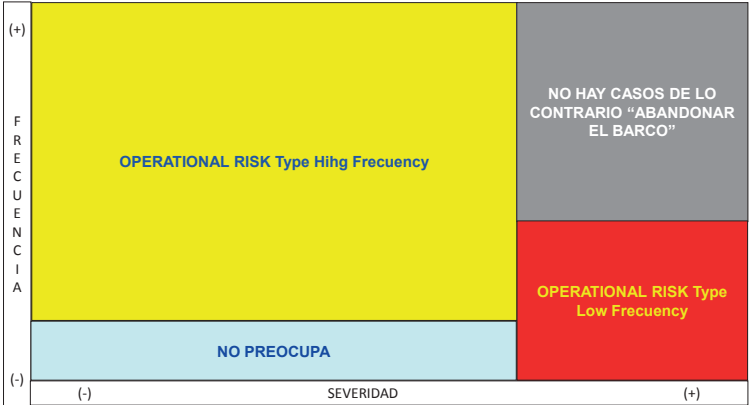 (+)
F
R
E
C
U
E
N
C
I
A
(-)
OPERATIONAL RISK Type Hihg Frecuency
NO HAY CASOS DE LO
CONTRARIO “ABANDONAR
EL BARCO”
OPERATIONAL RISK Type
Low Frecuency
NO PREOCUPA
(-) SEVERIDAD (+)